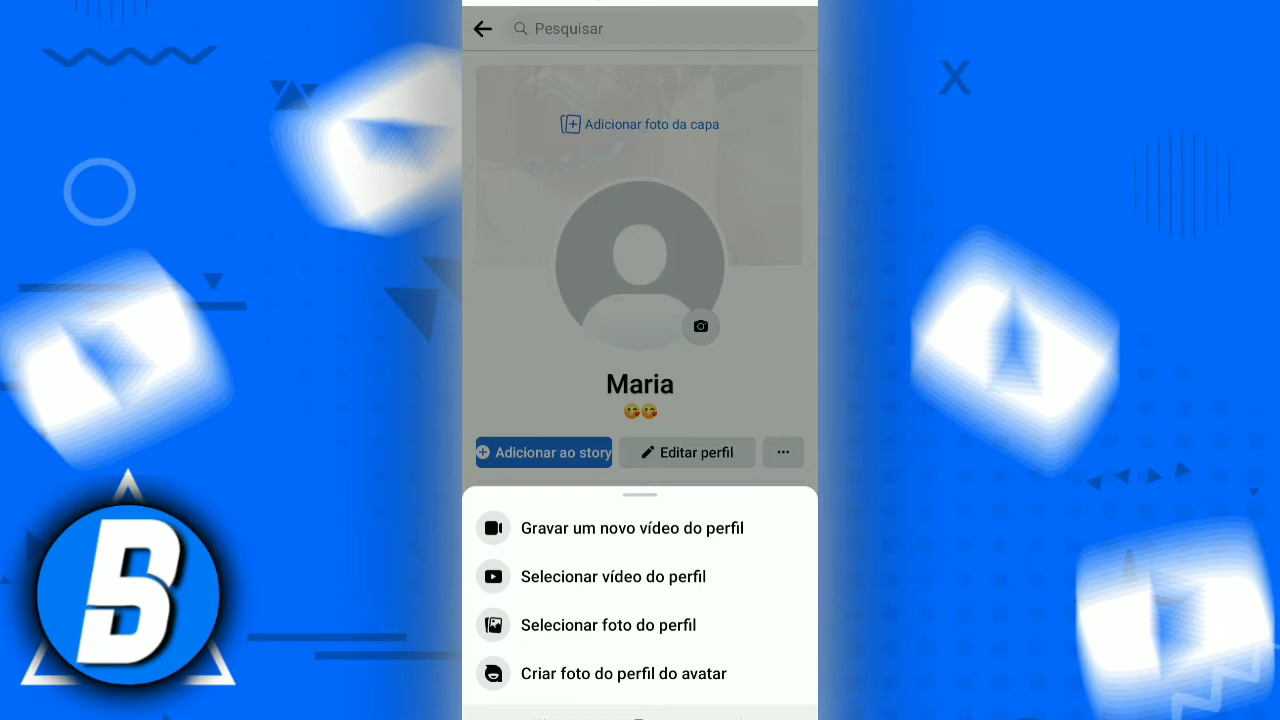 Pesquisar
Adicionar foto da capa
Maria
😘😘
Adicionar ao story
Editar perfil
Gravar um novo vídeo do perfil
Selecionar vídeo do perfil
Selecionar foto do perfil
Criar foto do perfil do avatar
B